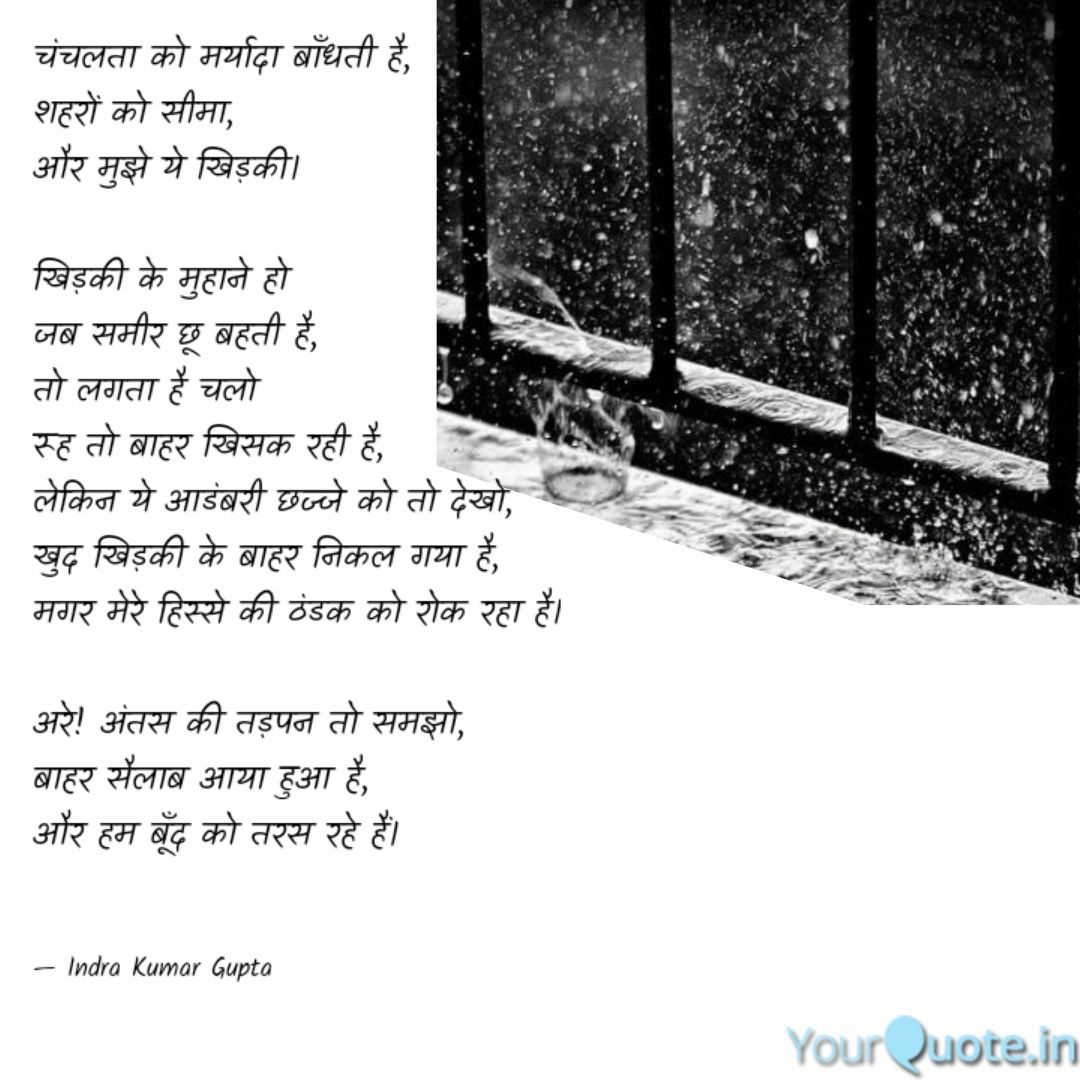 चंचलता को मर्यादा बाँधती है,
शहरों को सीमा,
और मुझे ये खिड़की।
खिड़की के मुहाने हो
जब समीर छू बहती है,
तो लगता है चलो
रूह तो बाहर खिसक रही है,
लेकिन ये आडंबरी छज्जे को तो देखो,
खुद खिड़की के बाहर निकल गया है,
मगर मेरे हिस्से की ठंडक को रोक रहा है।
अरे! अंतस की तड़पन तो समझो,
बाहर सैलाब आया हुआ है,
और हम बूँद को तरस रहे हैं।
— Indra Kumar Gupta
YourQuote.in